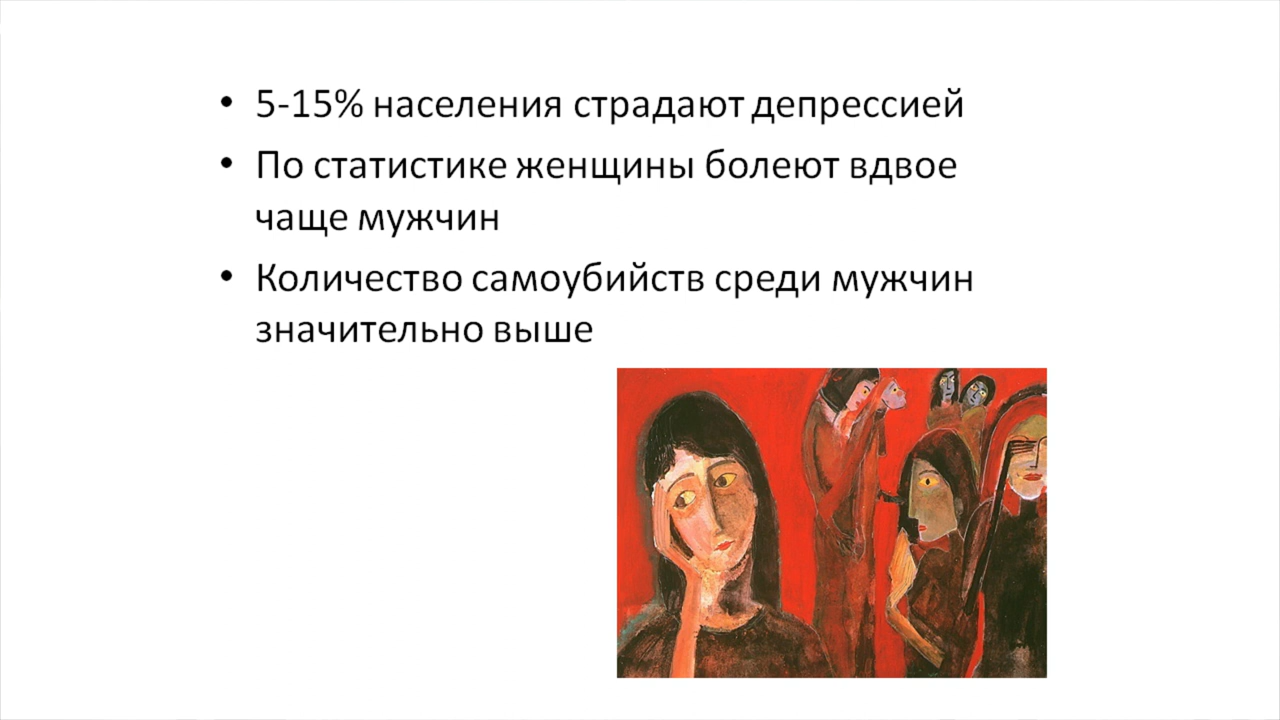 • 5-15% населения страдают депрессией
• По статистике женщины болеют вдвое
чаще мужчин
• Количество самоубийств среди мужчин
значительно выше